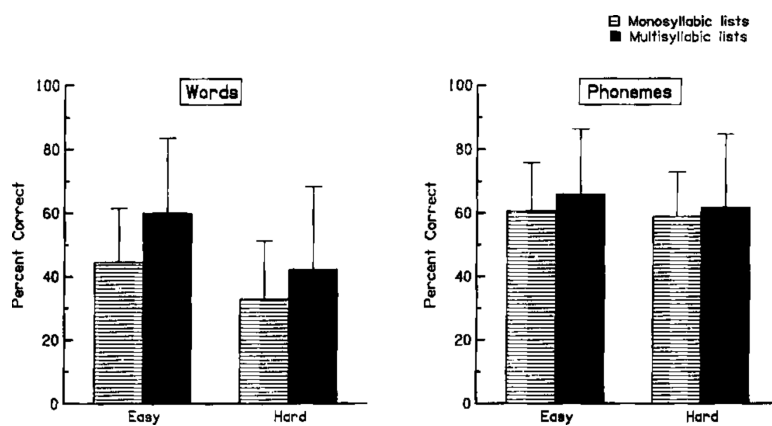 Monosyllabic lists
Multisyllabic lists
Words
Phonemes
Percent Correct
100
80
60
40
20
0
Easy Hard
Percent Correct
100
80
60
40
20
0
Easy Hard